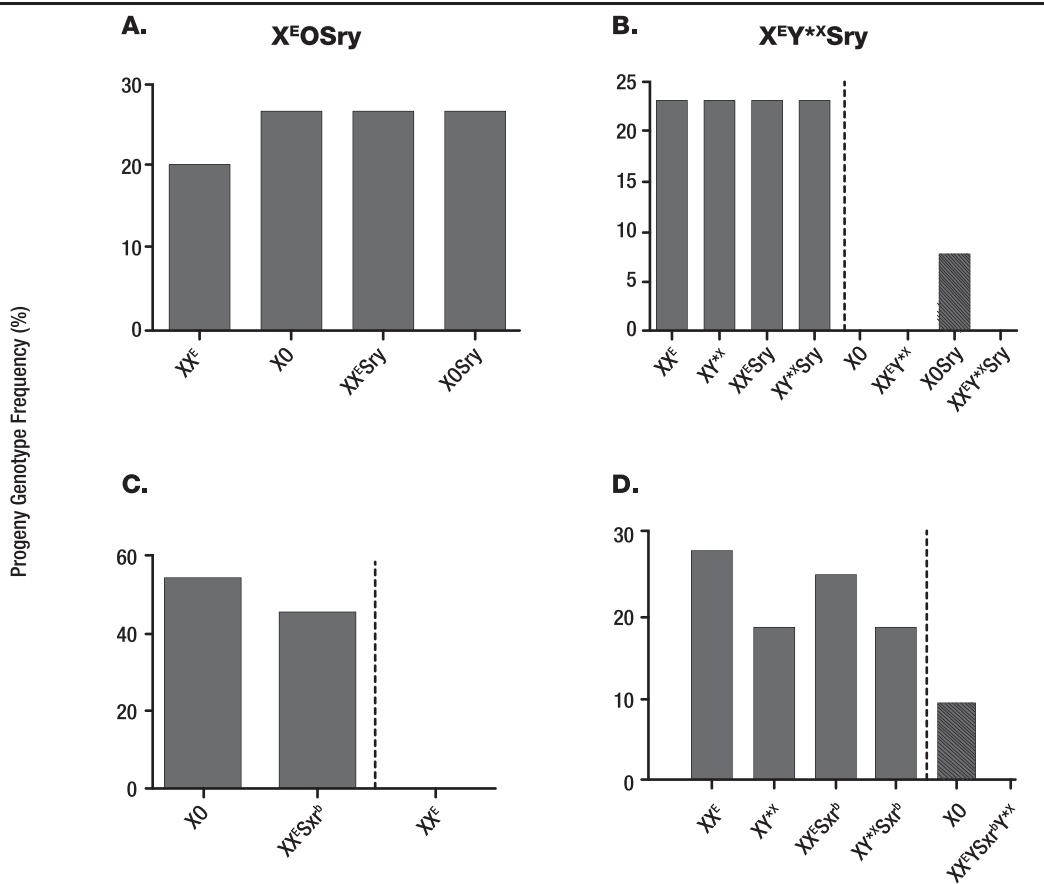 A.
XᴱOSry
B.
XᴱY*ˣSry
Progeny Genotype Frequency (%)
30
20
10
0
XXᴱ
XO
XXᴱSry
XOSry
25
20
15
10
5
0
XXᴱ
XY*ˣ
XXᴱSry
XY*ˣSry
XO
XXᴱY*ˣ
XOSry
XXᴱY*ˣSry
C.
60
40
20
0
XO
XXᴱSxrᵇ
XXᴱ
D.
30
20
10
0
XXᴱ
XY*ˣ
XXᴱSxrᵇ
XY*ˣSxrᵇ
XO
XXᴱYSxrᵇY*ˣ